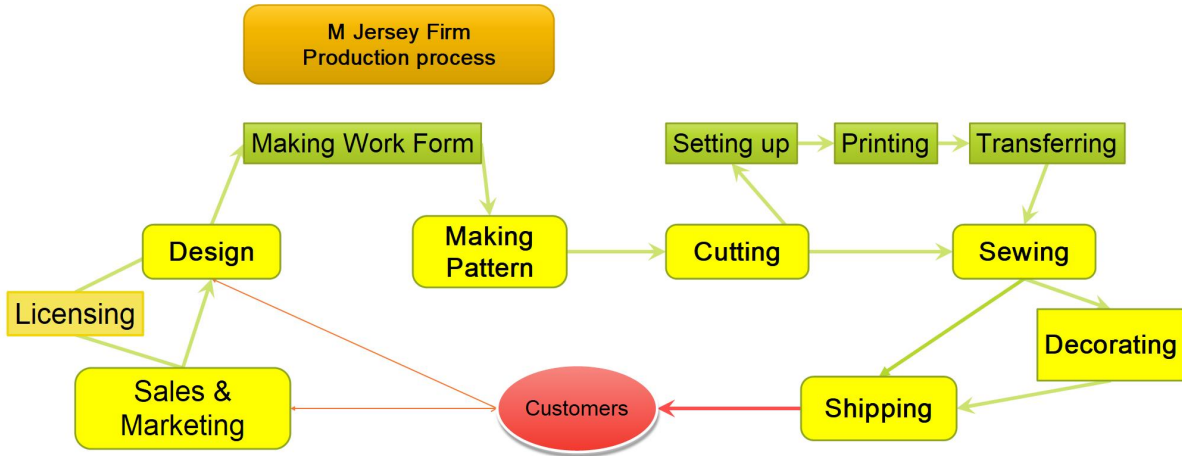 M Jersey Firm
Production process
Making Work Form
Setting up
Printing
Transferring
Design
Making
Pattern
Cutting
Sewing
Licensing
Decorating
Sales &
Marketing
Customers
Shipping